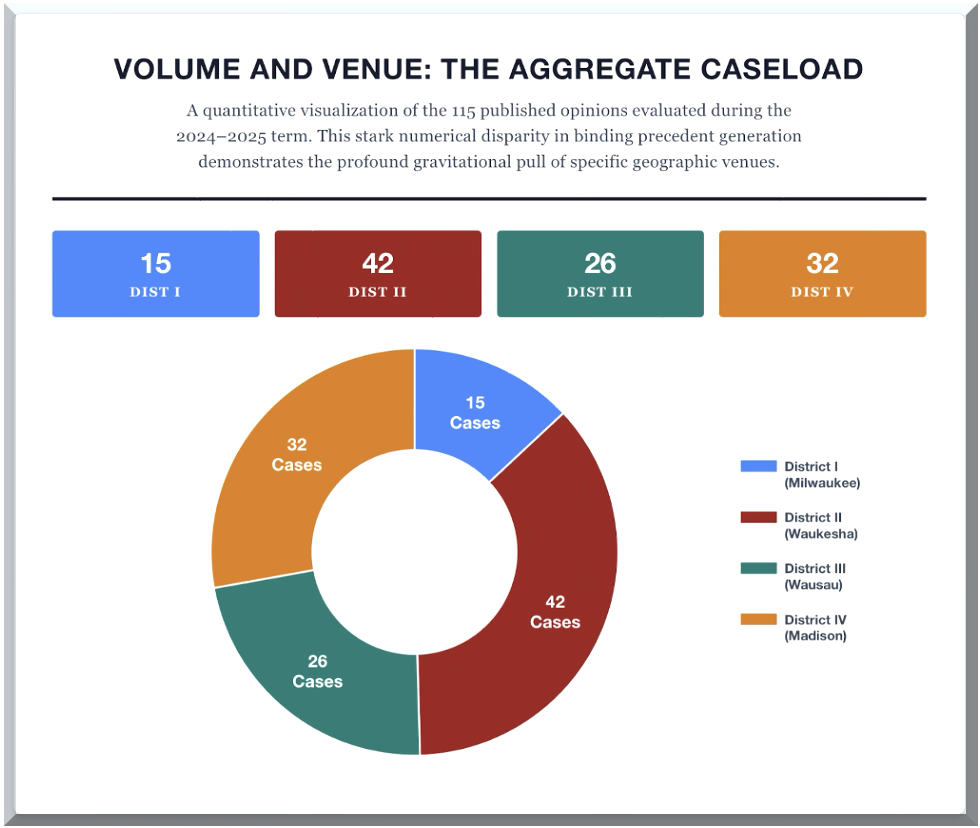 VOLUME AND VENUE: THE AGGREGATE CASELOAD
A quantitative visualization of the 115 published opinions evaluated during the
2024–2025 term. This stark numerical disparity in binding precedent generation
demonstrates the profound gravitational pull of specific geographic venues.
15
DIST I
42
DIST II
26
DIST III
32
DIST IV
15
Cases
32
Cases
42
Cases
26
Cases
District I
(Milwaukee)
District II
(Waukesha)
District III
(Wausau)
District IV
(Madison)